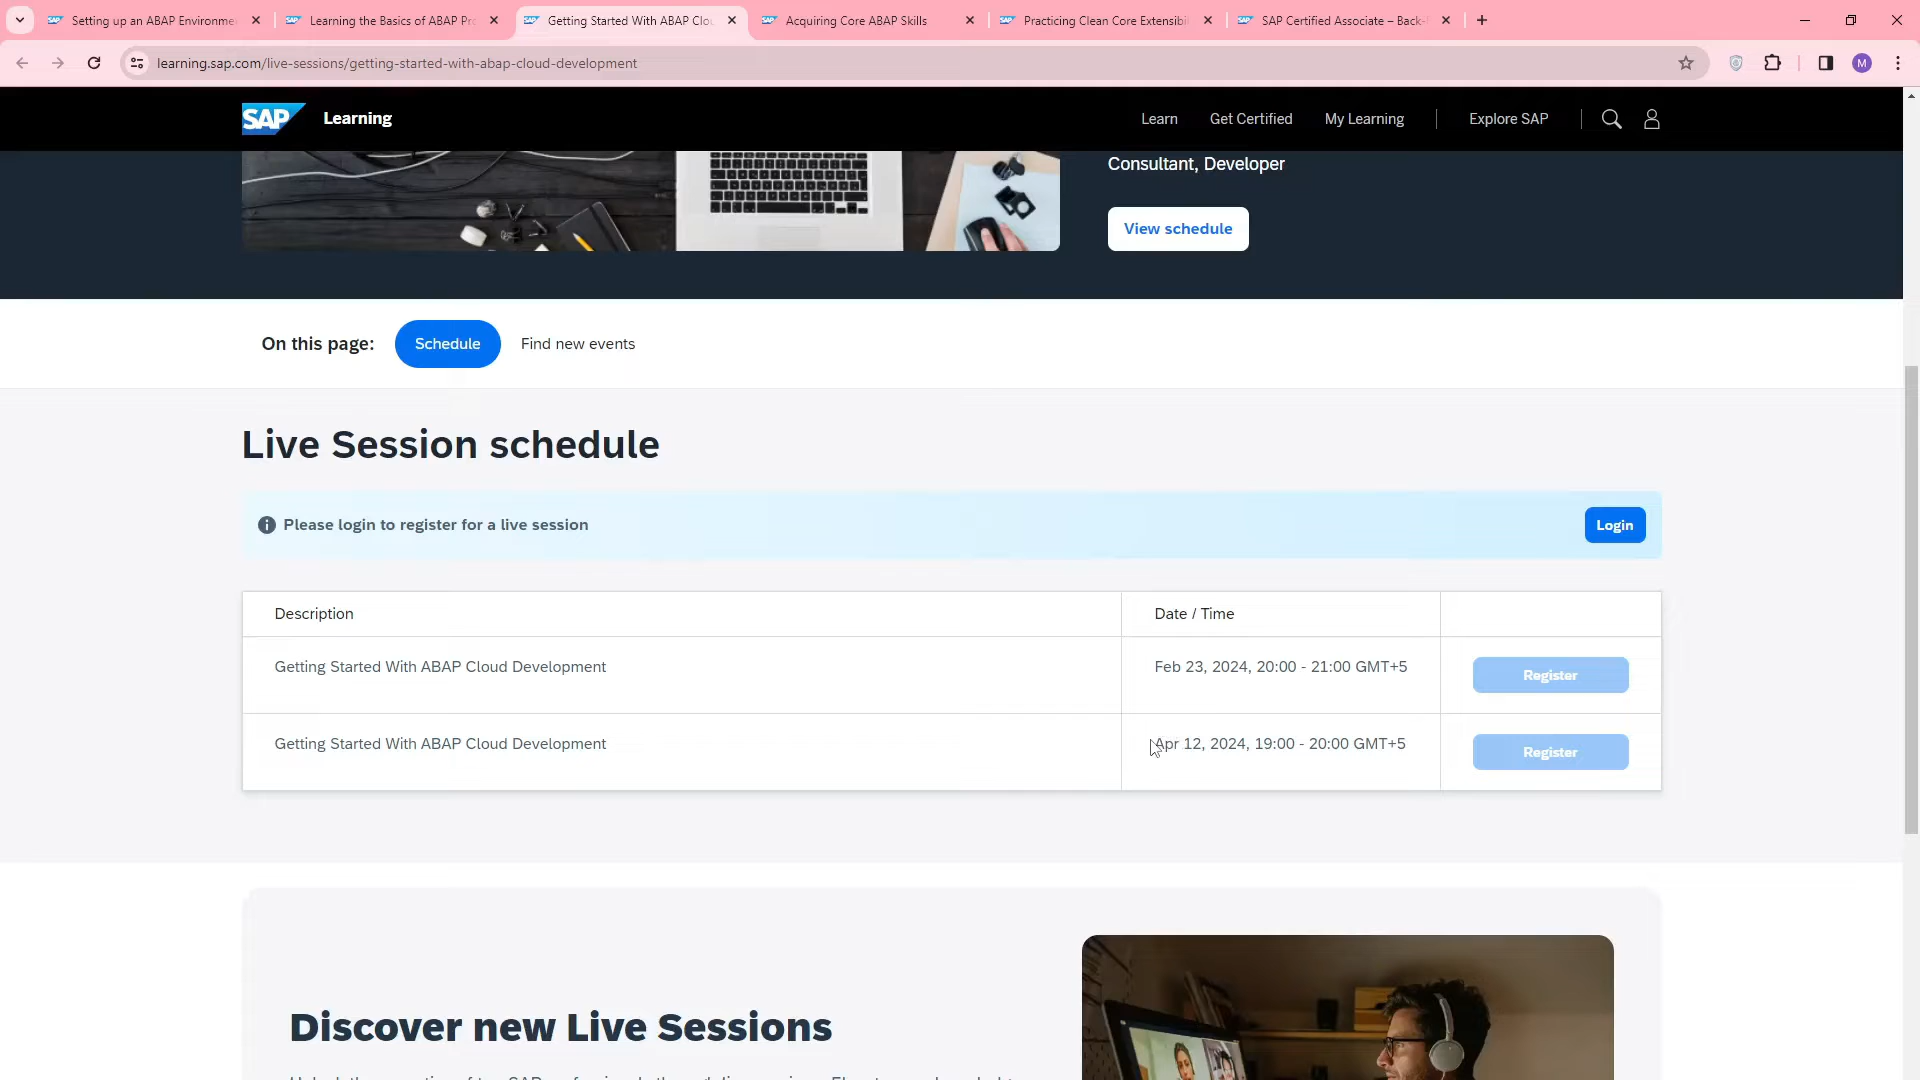 Setting up an ABAP Environme
Learning the Basics of ABAP Pro
Getting Started With ABAP Clou
Acquiring Core ABAP Skills
Practicing Clean Core Extensibil
SAP Certified Associate – Back-
learning.sap.com/live-sessions/getting-started-with-abap-cloud-development
M
SAP Learning
Learn
Get Certified
My Learning
Explore SAP
Consultant, Developer
View schedule
On this page:
Schedule
Find new events
Live Session schedule
Please login to register for a live session
Login
Description
Date / Time
Getting Started With ABAP Cloud Development
Feb 23, 2024, 20:00 - 21:00 GMT+5
Register
Getting Started With ABAP Cloud Development
Apr 12, 2024, 19:00 - 20:00 GMT+5
Register
Discover new Live Sessions